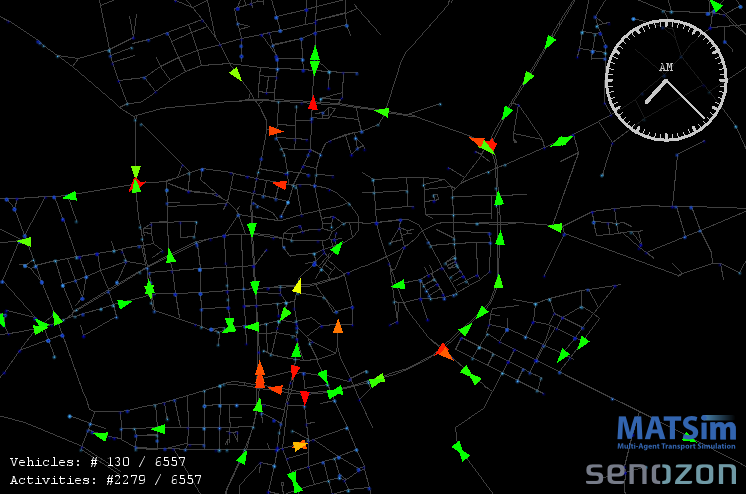 AM
MATSim
Multi-Agent Transport Simulation
Vehicles: # 130 / 6557
senozon
Activities: #2279 / 6557